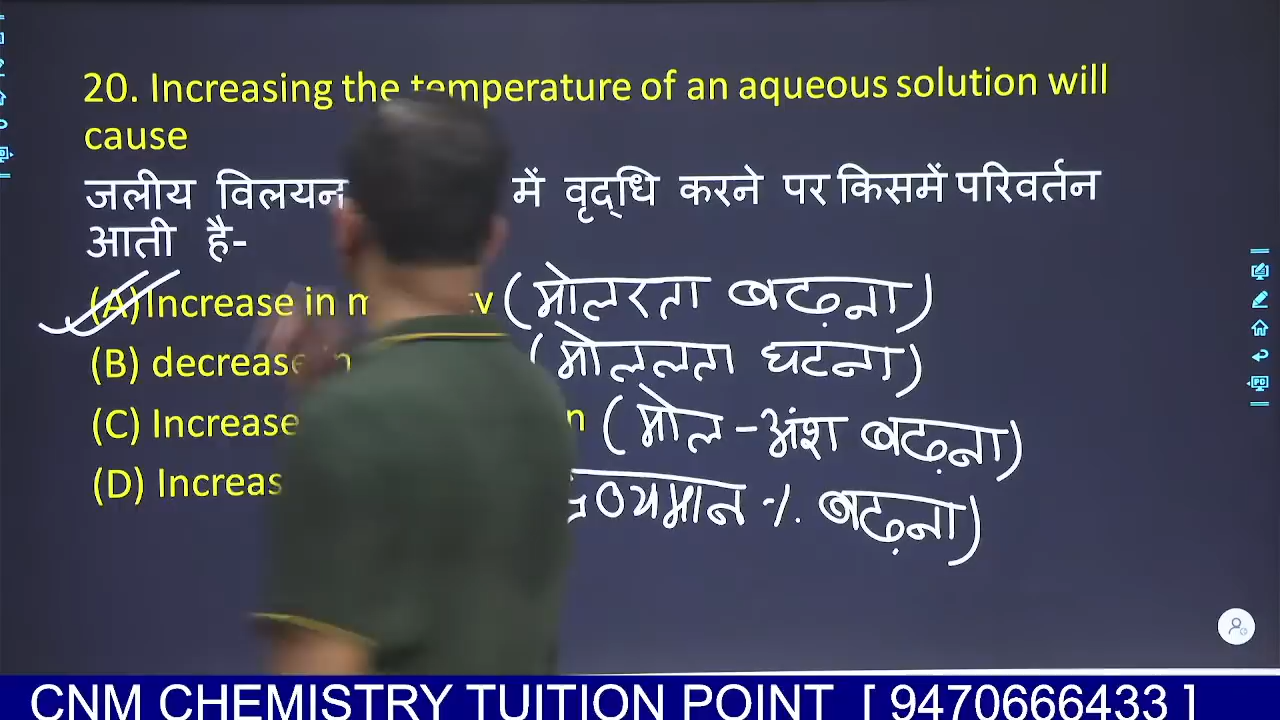 20. Increasing the temperature of an aqueous solution will
cause
जलीय विलयन में वृद्धि करने पर किसमें परिवर्तन
आती है-
(A) Increase in (मोलरता बढ़ना)
(B) decrease (मोललता घटना)
(C) Increase (मोल-अंश बढ़ना)
(D) द्रव्यमान % बढ़ना)
CNM CHEMISTRY TUITION POINT [ 9470666433 ]